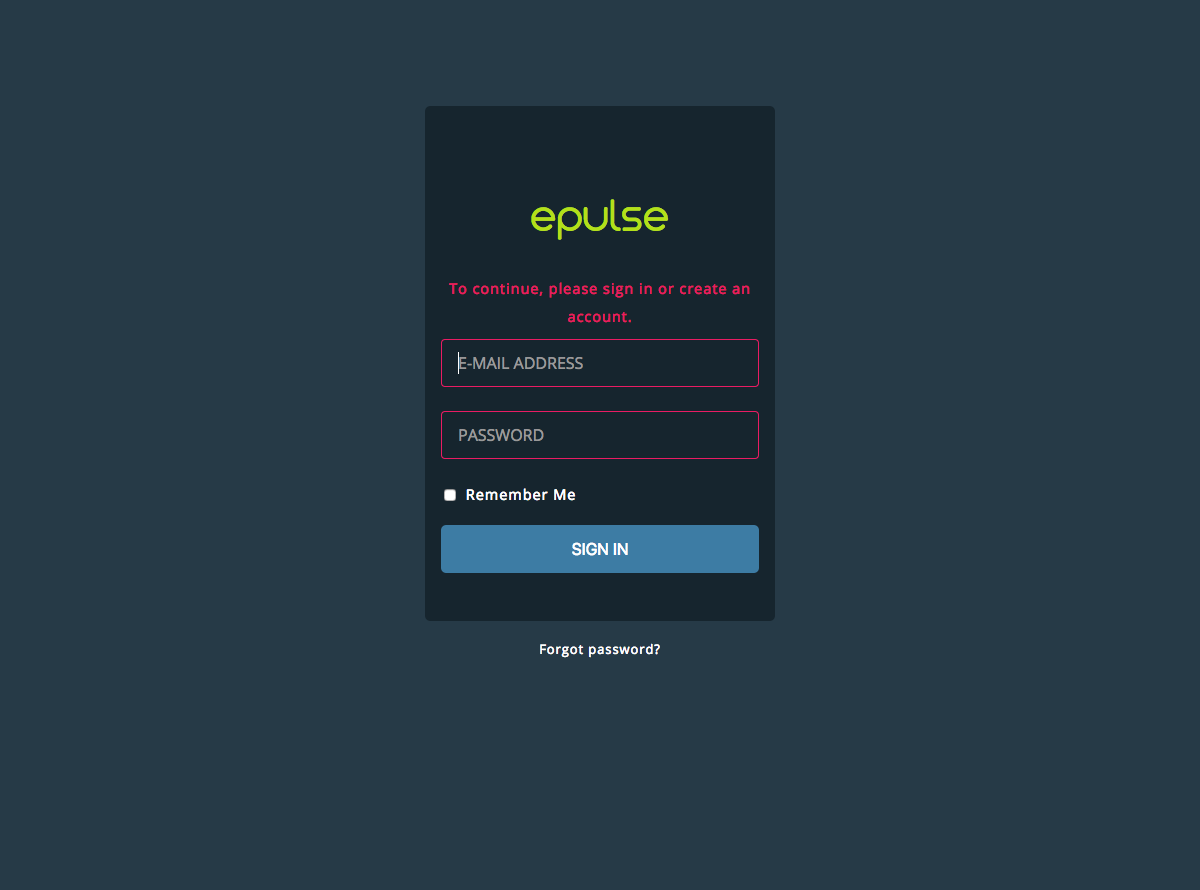 epulse
To continue, please sign in or create an
account.
E-MAIL ADDRESS
PASSWORD
Remember Me
SIGN IN
Forgot password?